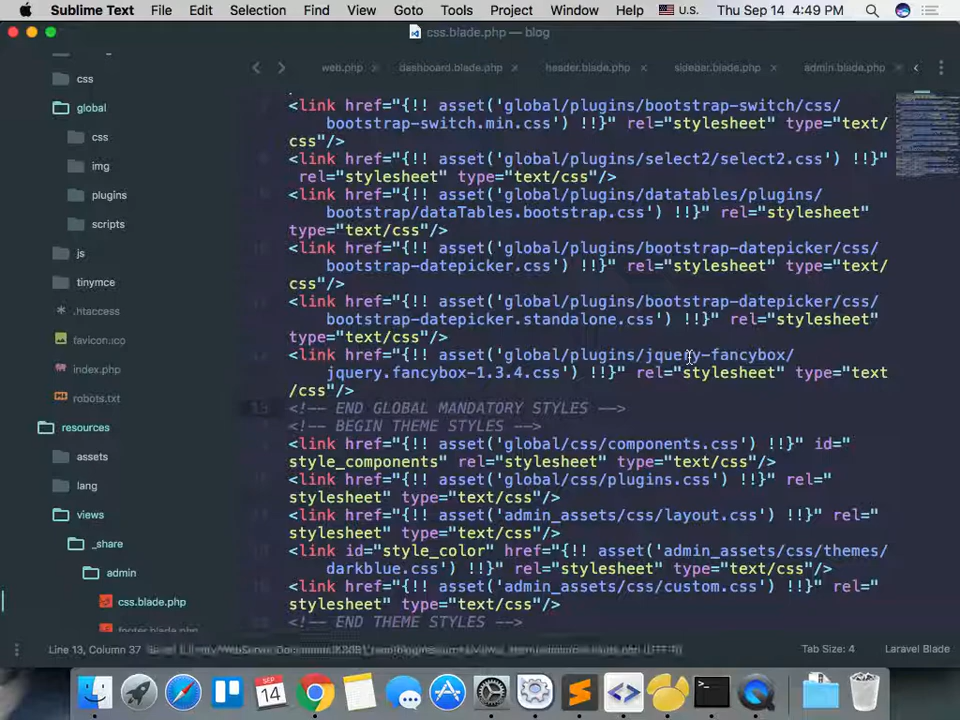 Sublime Text File Edit Selection Find Goto Tools Project Window Help U.S. Thu Sep 14 4:49 PM
css.blade.php — blog
web.php × dashboard.blade.php × header.blade.php × sidebar.blade.php × admin.blade.php ×
css
global
css
img
plugins
scripts
js
tinymce
.htaccess
favicon.ico
index.php
robots.txt
resources
assets
lang
views
_share
admin
css.blade.php
footer.blade.php
<link href="{!! asset('global/plugins/bootstrap-switch/css/
bootstrap-switch.min.css') !!}" rel="stylesheet" type="text/
css"/>
<link href="{!! asset('global/plugins/select2/select2.css') !!}"
rel="stylesheet" type="text/css"/>
<link href="{!! asset('global/plugins/datatables/plugins/
bootstrap/dataTables.bootstrap.css') !!}" rel="stylesheet"
type="text/css"/>
<link href="{!! asset('global/plugins/bootstrap-datepicker/css/
bootstrap-datepicker.css') !!}" rel="stylesheet" type="text/
css"/>
<link href="{!! asset('global/plugins/bootstrap-datepicker/css/
bootstrap-datepicker.standalone.css') !!}" rel="stylesheet"
type="text/css"/>
<link href="{!! asset('global/plugins/jquery-fancybox/
jquery.fancybox-1.3.4.css') !!}" rel="stylesheet" type="text
/css"/>
<!-- END GLOBAL MANDATORY STYLES -->
<!-- BEGIN THEME STYLES -->
<link href="{!! asset('global/css/components.css') !!}" id="
style_components" rel="stylesheet" type="text/css"/>
<link href="{!! asset('global/css/plugins.css') !!}" rel="
stylesheet" type="text/css"/>
<link href="{!! asset('admin_assets/css/layout.css') !!}" rel="
stylesheet" type="text/css"/>
<link id="style_color" href="{!! asset('admin_assets/css/themes/
darkblue.css') !!}" rel="stylesheet" type="text/css"/>
<link href="{!! asset('admin_assets/css/custom.css') !!}" rel="
stylesheet" type="text/css"/>
<!-- END THEME STYLES -->
Line 13, Column 37
Tab Size: 4 Laravel Blade
SEP
14